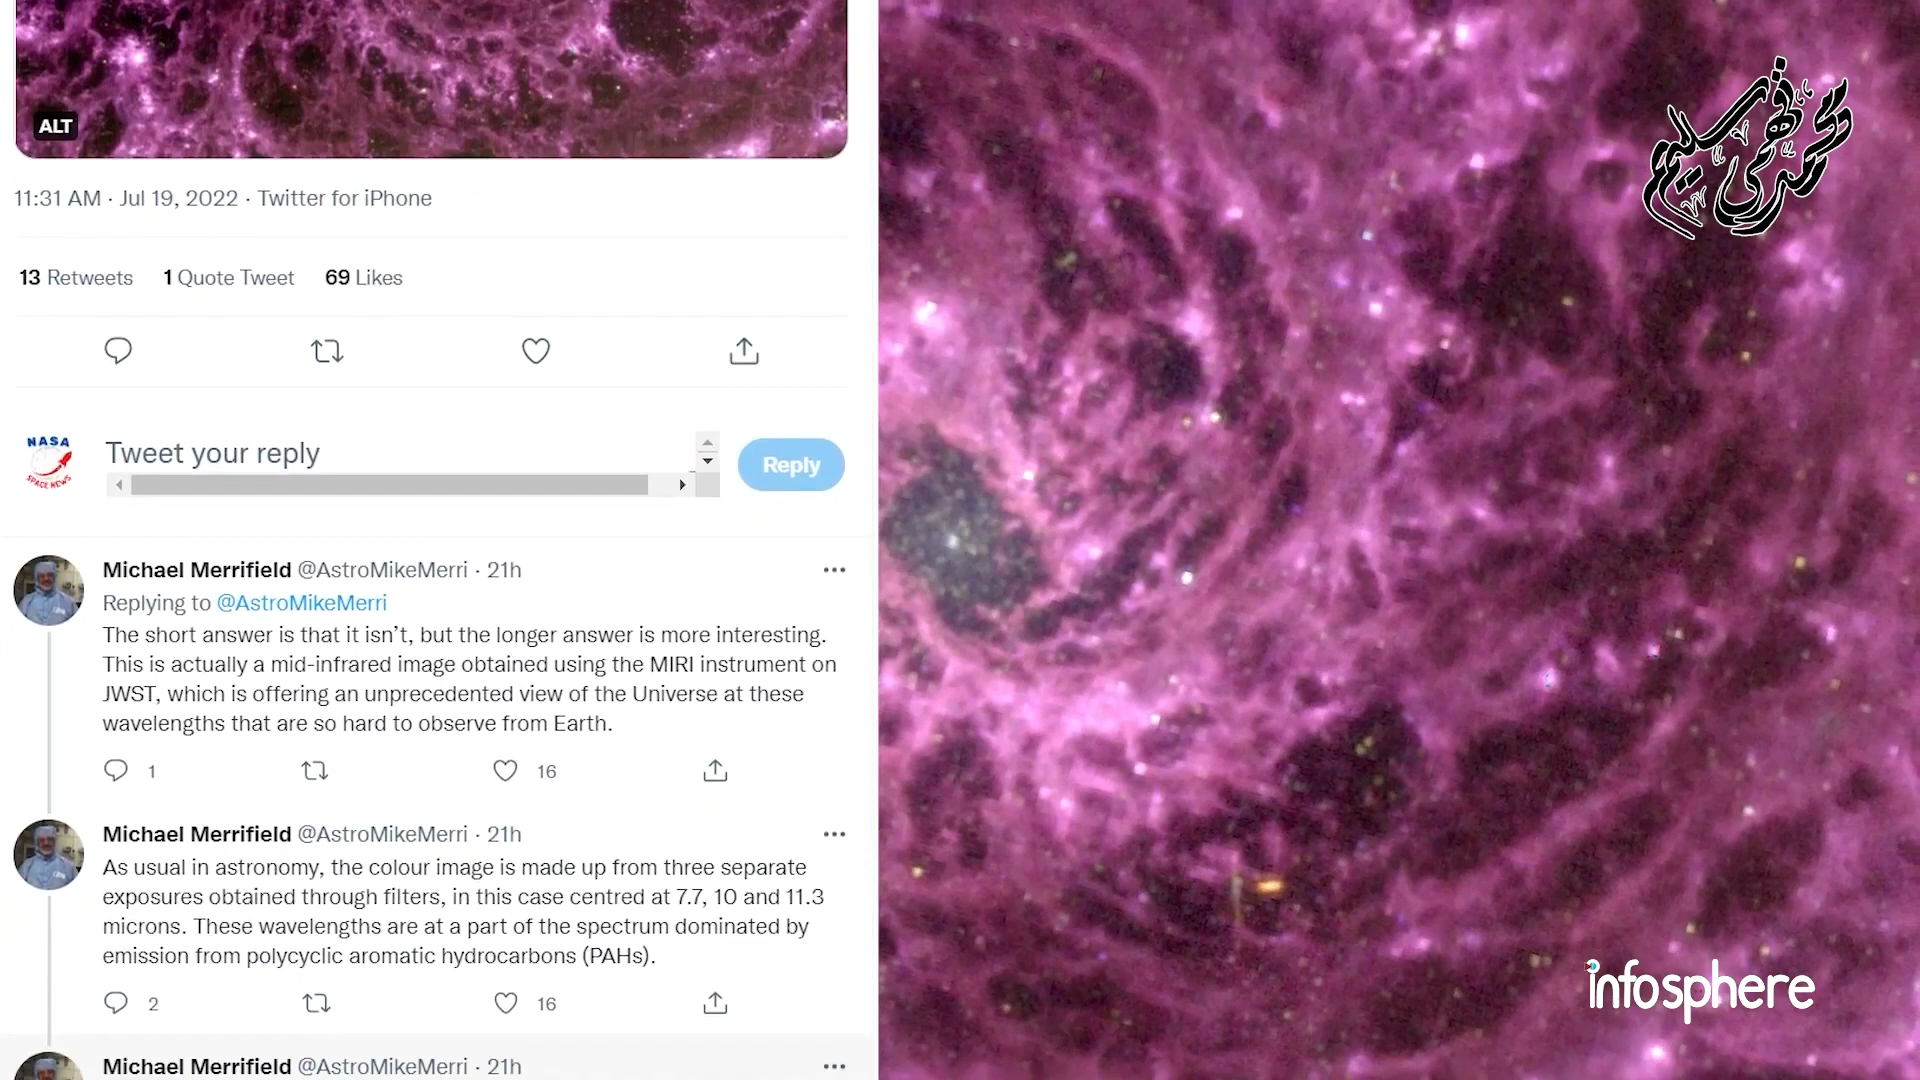 ALT
11:31 AM · Jul 19, 2022 · Twitter for iPhone
13 Retweets 1 Quote Tweet 69 Likes
NASA
SPACE NEWS
Tweet your reply
Reply
Michael Merrifield @AstroMikeMerri · 21h
Replying to @AstroMikeMerri
The short answer is that it isn’t, but the longer answer is more interesting.
This is actually a mid-infrared image obtained using the MIRI instrument on
JWST, which is offering an unprecedented view of the Universe at these
wavelengths that are so hard to observe from Earth.
1
16
Michael Merrifield @AstroMikeMerri · 21h
As usual in astronomy, the colour image is made up from three separate
exposures obtained through filters, in this case centred at 7.7, 10 and 11.3
microns. These wavelengths are at a part of the spectrum dominated by
emission from polycyclic aromatic hydrocarbons (PAHs).
2
16
Michael Merrifield @AstroMikeMerri · 21h
محمد فهمي سليم
infosphere